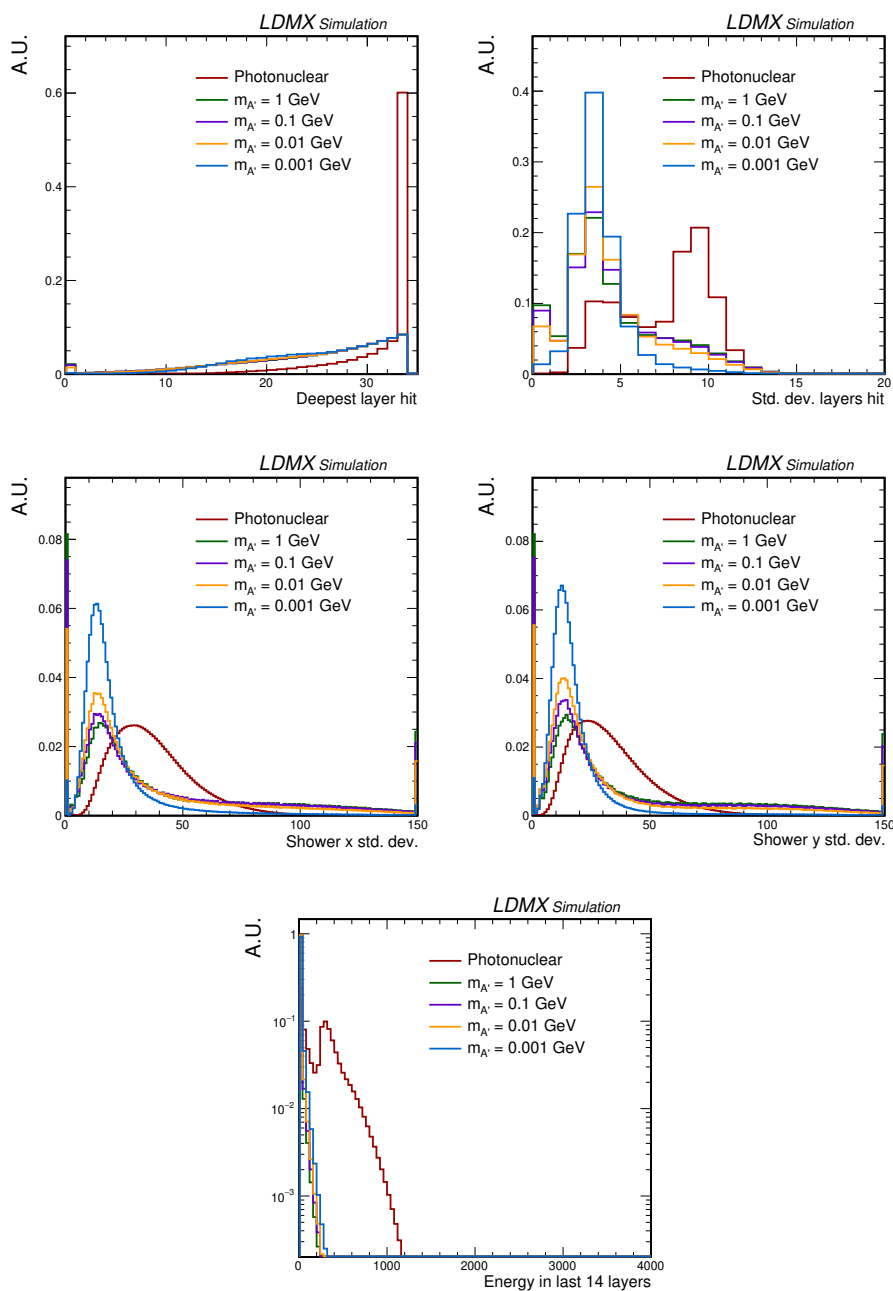 LDMX Simulation
A.U.
Photonuclear
m_A' = 1 GeV
m_A' = 0.1 GeV
m_A' = 0.01 GeV
m_A' = 0.001 GeV
0.6
0.4
0.2
0
0 10 20 30
Deepest layer hit
LDMX Simulation
A.U.
Photonuclear
m_A' = 1 GeV
m_A' = 0.1 GeV
m_A' = 0.01 GeV
m_A' = 0.001 GeV
0.4
0.3
0.2
0.1
0
0 5 10 15 20
Std. dev. layers hit
LDMX Simulation
A.U.
Photonuclear
m_A' = 1 GeV
m_A' = 0.1 GeV
m_A' = 0.01 GeV
m_A' = 0.001 GeV
0.08
0.06
0.04
0.02
0
0 50 100 150
Shower x std. dev.
LDMX Simulation
A.U.
Photonuclear
m_A' = 1 GeV
m_A' = 0.1 GeV
m_A' = 0.01 GeV
m_A' = 0.001 GeV
0.08
0.06
0.04
0.02
0
0 50 100 150
Shower y std. dev.
LDMX Simulation
A.U.
Photonuclear
m_A' = 1 GeV
m_A' = 0.1 GeV
m_A' = 0.01 GeV
m_A' = 0.001 GeV
1
10⁻¹
10⁻²
10⁻³
0 1000 2000 3000 4000
Energy in last 14 layers